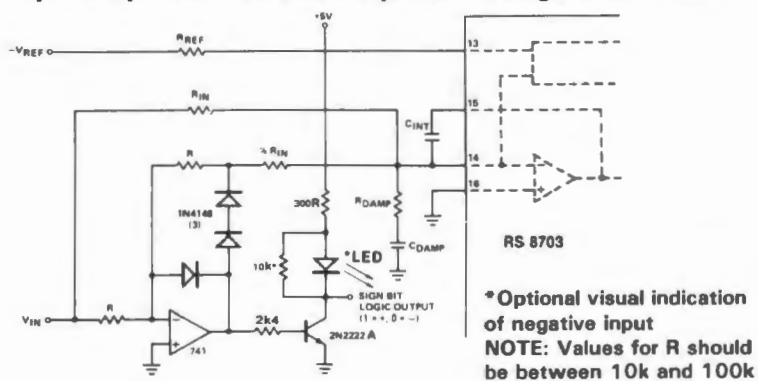 +5V
-VREF
RREF
13
RIN
15
CINT
R
½ RIN
14
16
1N4148
(3)
300R
RDAMP
CDAMP
RS 8703
10k*
*LED
SIGN BIT
LOGIC OUTPUT
(1 = +, 0 = -)
VIN
R
-
+
741
2k4
2N2222A
-
+
*Optional visual indication
of negative input
NOTE: Values for R should
be between 10k and 100k